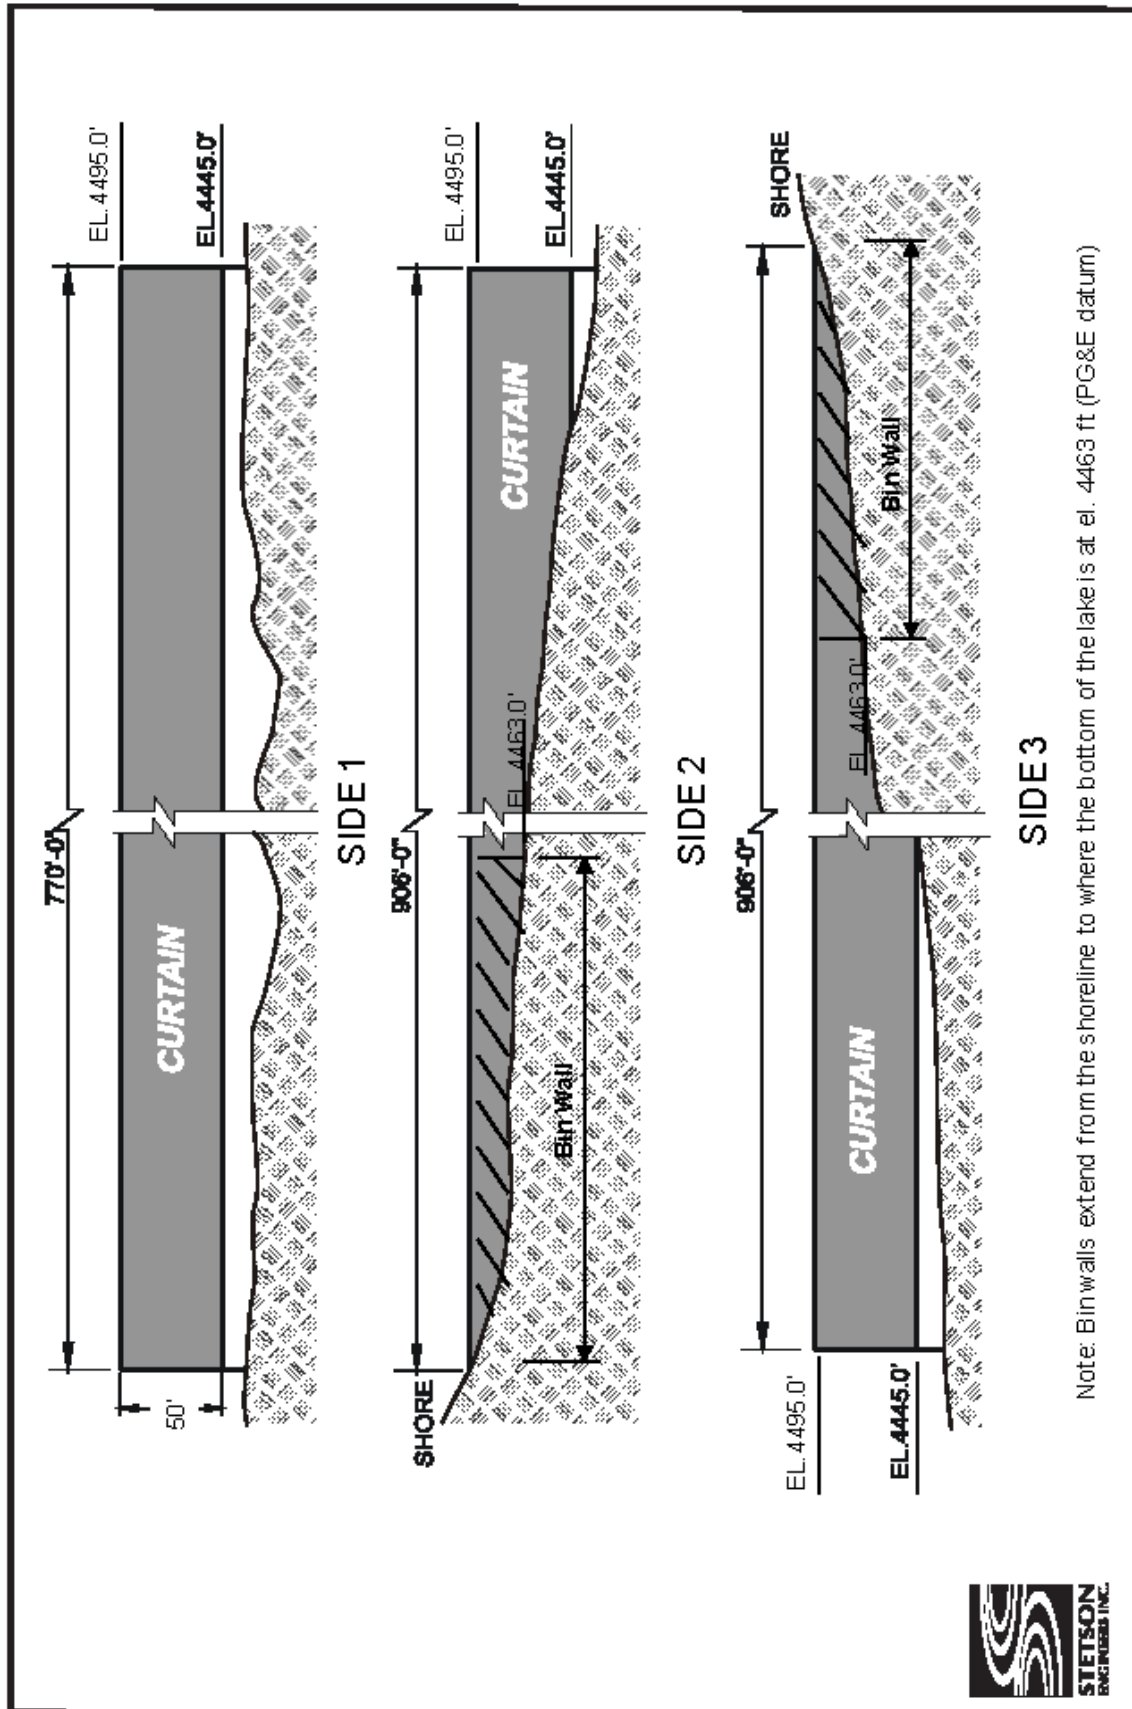 770'-0"
EL. 4495.0'
EL.4445.0'
50'
CURTAIN
SIDE 1
906'-0"
EL. 4495.0'
EL.4445.0'
SHORE
CURTAIN
EL. 4463.0'
Bin Wall
SIDE 2
906'-0"
SHORE
EL. 4495.0'
EL.4445.0'
CURTAIN
EL. 4463.0'
Bin Wall
SIDE 3
Note: Bin walls extend from the shoreline to where the bottom of the lake is at el. 4463 ft (PG&E datum)
STETSON
ENGINEERS INC.